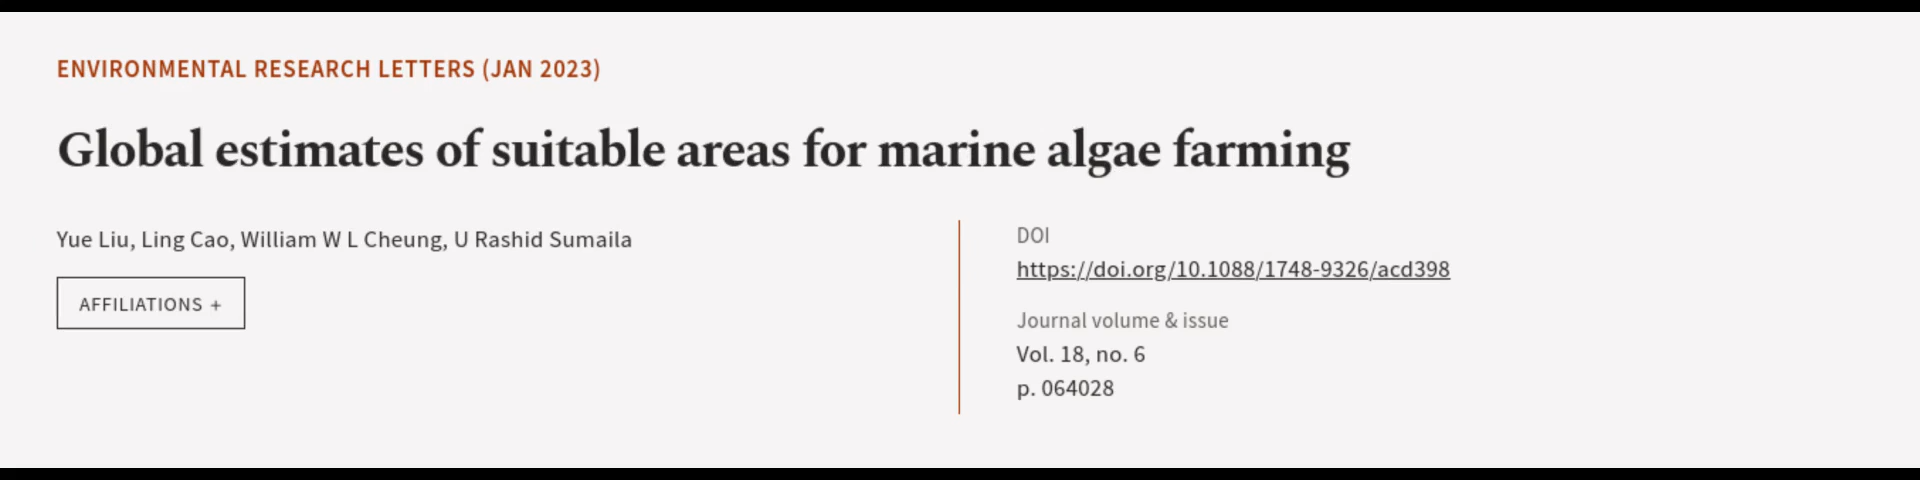 ENVIRONMENTAL RESEARCH LETTERS (JAN 2023)
Global estimates of suitable areas for marine algae farming
Yue Liu, Ling Cao, William W L Cheung, U Rashid Sumaila
AFFILIATIONS +
DOI
https://doi.org/10.1088/1748-9326/acd398
Journal volume & issue
Vol. 18, no. 6
p. 064028